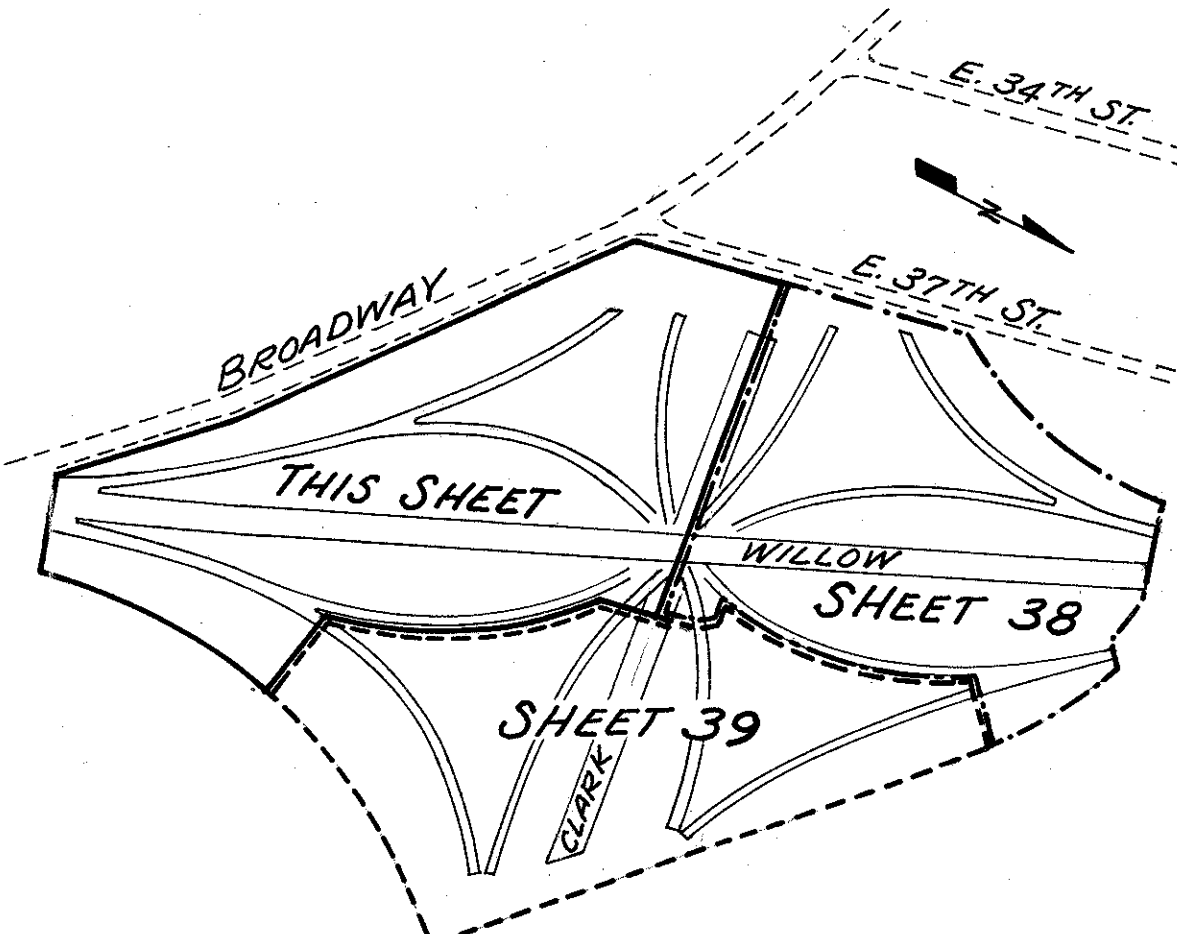 E. 34TH ST.
N
E. 37TH ST.
BROADWAY
THIS SHEET
WILLOW
SHEET 38
SHEET 39
CLARK